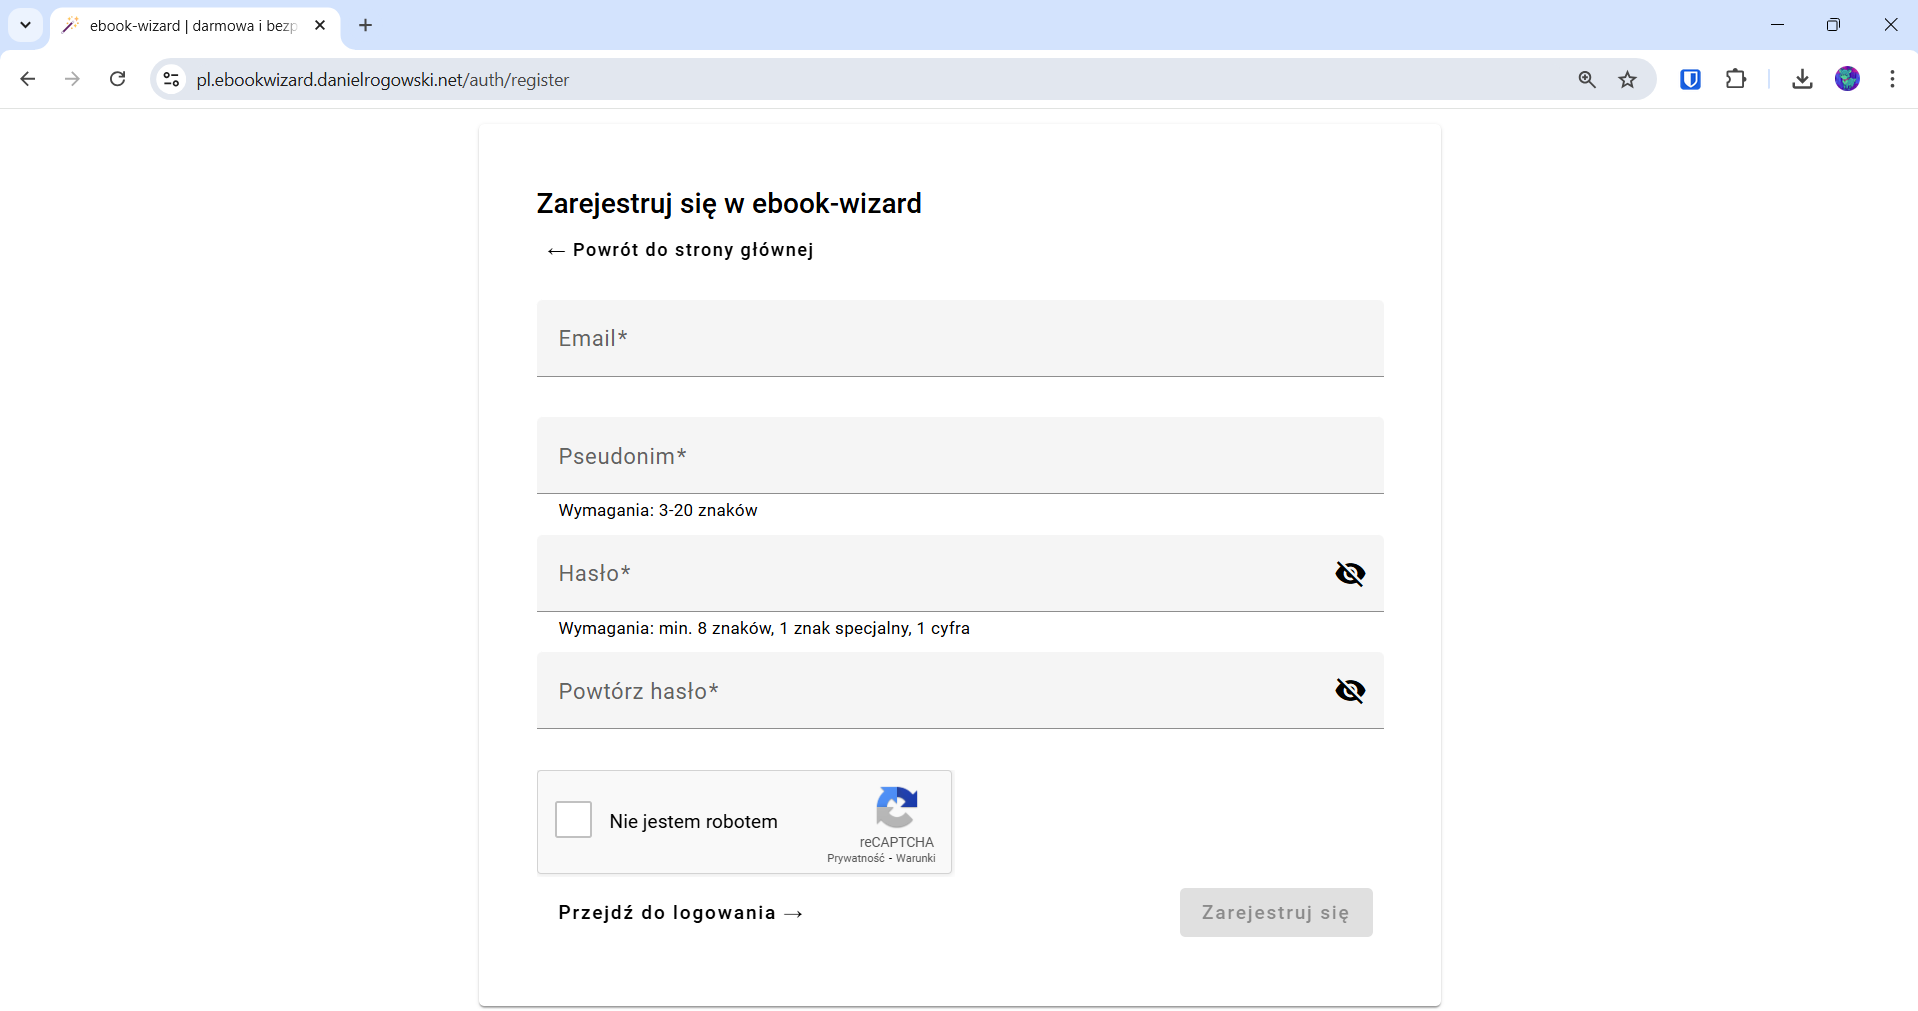 ebook-wizard | darmowa i bezp
pl.ebookwizard.danielrogowski.net/auth/register
Zarejestruj się w ebook-wizard
← Powrót do strony głównej
Email*
Pseudonim*
Wymagania: 3-20 znaków
Hasło*
Wymagania: min. 8 znaków, 1 znak specjalny, 1 cyfra
Powtórz hasło*
Nie jestem robotem
reCAPTCHA
Prywatność - Warunki
Przejdź do logowania →
Zarejestruj się